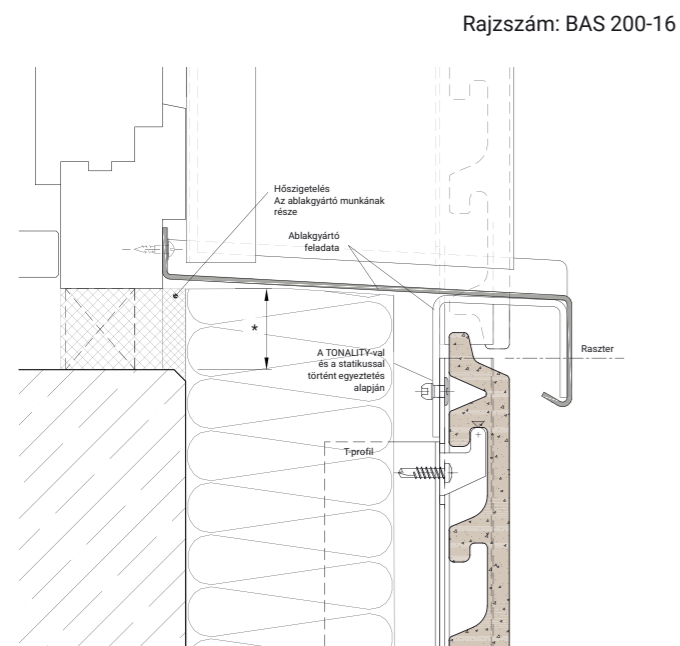 Rajzszám: BAS 200-16
Hőszigetelés
Az ablakgyártó munkának
része
Ablakgyártó
feladata
*
Raszter
A TONALITY-val
és a statikussal
történt egyeztetés
alapján
T-profil